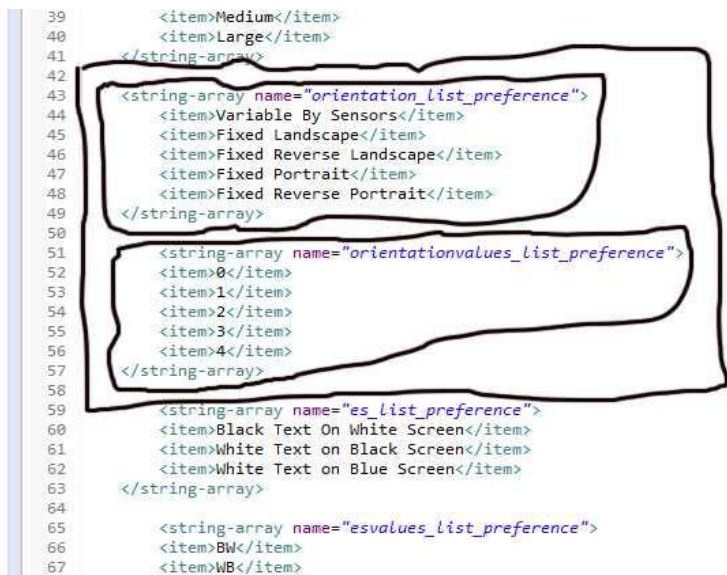 39 <item>Medium</item>
40 <item>Large</item>
41 </string-array>
42
43 <string-array name="orientation_list_preference">
44 <item>Variable By Sensors</item>
45 <item>Fixed Landscape</item>
46 <item>Fixed Reverse Landscape</item>
47 <item>Fixed Portrait</item>
48 <item>Fixed Reverse Portrait</item>
49 </string-array>
50
51 <string-array name="orientationvalues_list_preference">
52 <item>0</item>
53 <item>1</item>
54 <item>2</item>
55 <item>3</item>
56 <item>4</item>
57 </string-array>
58
59 <string-array name="es_list_preference">
60 <item>Black Text On White Screen</item>
61 <item>White Text on Black Screen</item>
62 <item>White Text on Blue Screen</item>
63 </string-array>
64
65 <string-array name="esvalues_list_preference">
66 <item>BW</item>
67 <item>WB</item>